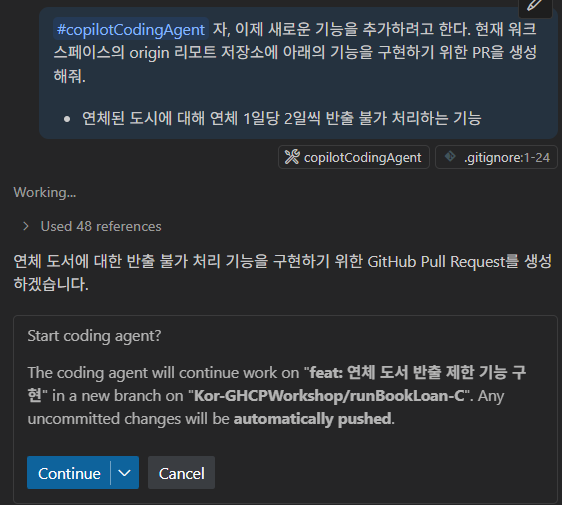 #copilotCodingAgent 자, 이제 새로운 기능을 추가하려고 한다. 현재 워크
스페이스의 origin 리모트 저장소에 아래의 기능을 구현하기 위한 PR을 생성
해줘.
• 연체된 도시에 대해 연체 1일당 2일씩 반출 불가 처리하는 기능
copilotCodingAgent .gitignore:1-24
Working...
Used 48 references
연체 도서에 대한 반출 불가 처리 기능을 구현하기 위한 GitHub Pull Request를 생성
하겠습니다.
Start coding agent?
The coding agent will continue work on "feat: 연체 도서 반출 제한 기능 구
현" in a new branch on "Kor-GHCPWorkshop/runBookLoan-C". Any
uncommitted changes will be automatically pushed.
Continue Cancel